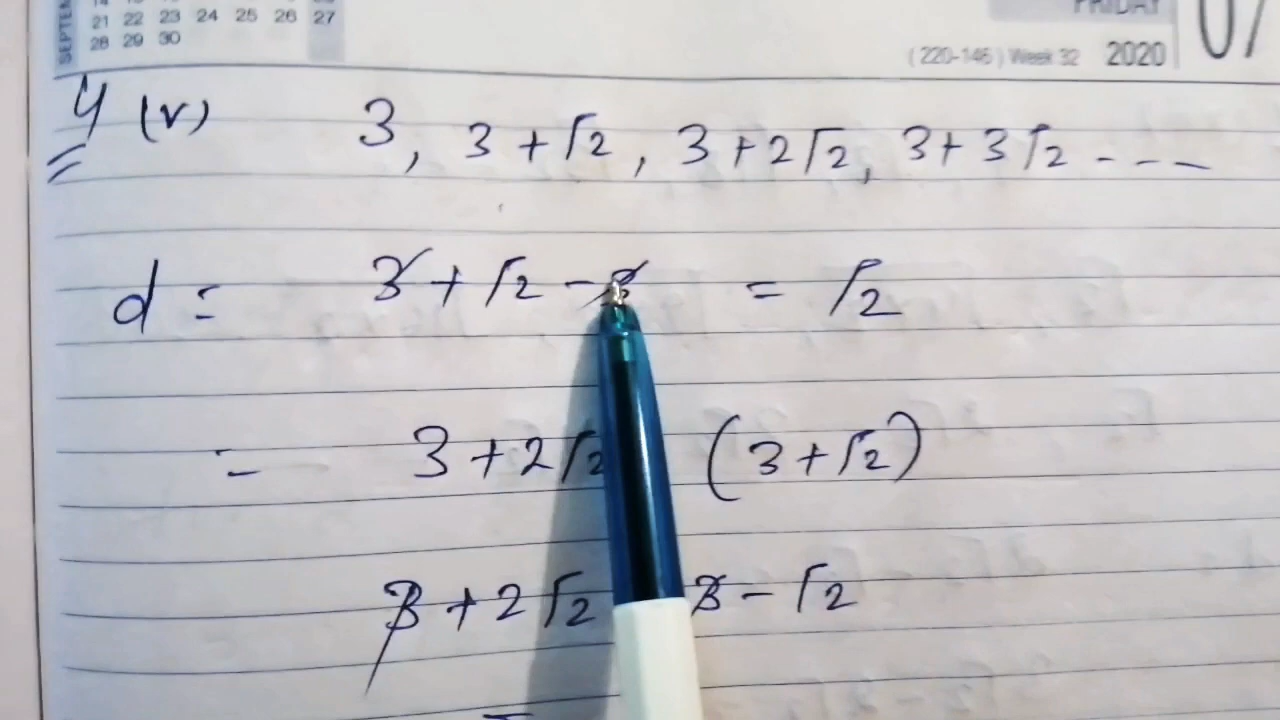 SEPTEM
21 22 23 24 25 26 27
28 29 30
FRIDAY
07
( 220-146 ) Week 32 2020
4 (v) 3, 3 + √2, 3 + 2√2, 3 + 3√2 - - -
d = 3 + √2 - 3 = √2
= 3 + 2√2 (3 + √2)
3 + 2√2 3 - √2